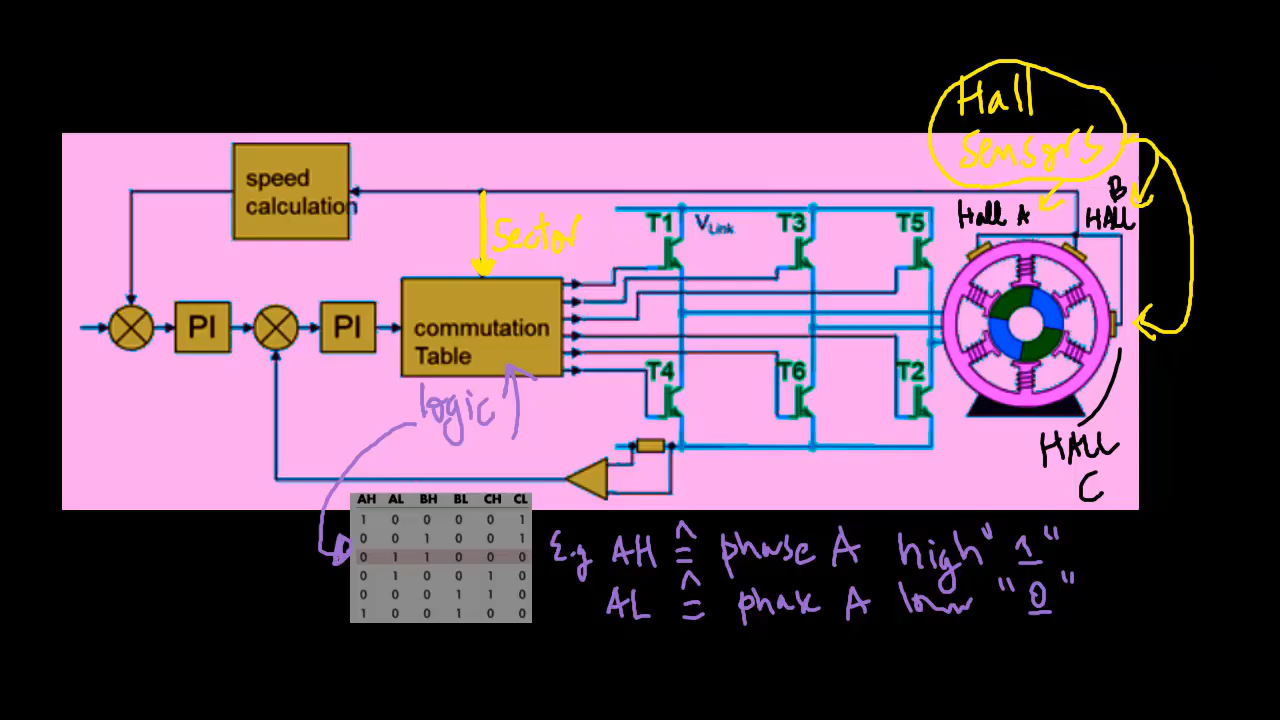 Hall
sensors
B
Hall A
HALL
speed
calculation
sector
T1
VLink
T3
T5
PI
PI
commutation
Table
T4
T6
T2
logic
HALL
C
AH AL BH BL CH CL
1 0 0 0 0 1
0 0 1 0 0 1
0 1 1 0 0 0
0 1 0 0 1 0
0 0 0 1 1 0
1 0 0 1 0 0
E.g AH ≙ phase A high "1"
AL ≙ phase A low "0"